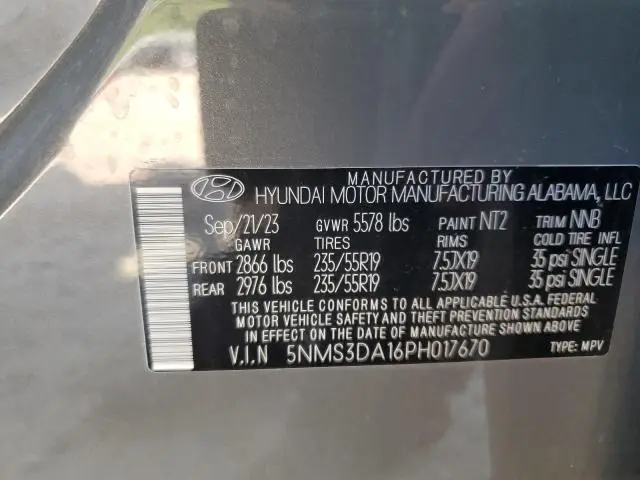 MANUFACTURED BY
HYUNDAI MOTOR MANUFACTURING ALABAMA, LLC
Sep/21/23 GVWR 5578 lbs PAINT NT2 TRIM NNB
GAWR TIRES RIMS COLD TIRE INFL
FRONT 2866 lbs 235/55R19 7.5JX19 35 psi SINGLE
REAR 2976 lbs 235/55R19 7.5JX19 35 psi SINGLE
THIS VEHICLE CONFORMS TO ALL APPLICABLE U.S.A. FEDERAL
MOTOR VEHICLE SAFETY AND THEFT PREVENTION STANDARDS
IN EFFECT ON THE DATE OF MANUFACTURE SHOWN ABOVE.
V.I.N 5NMS3DA16PH017670 TYPE: MPV